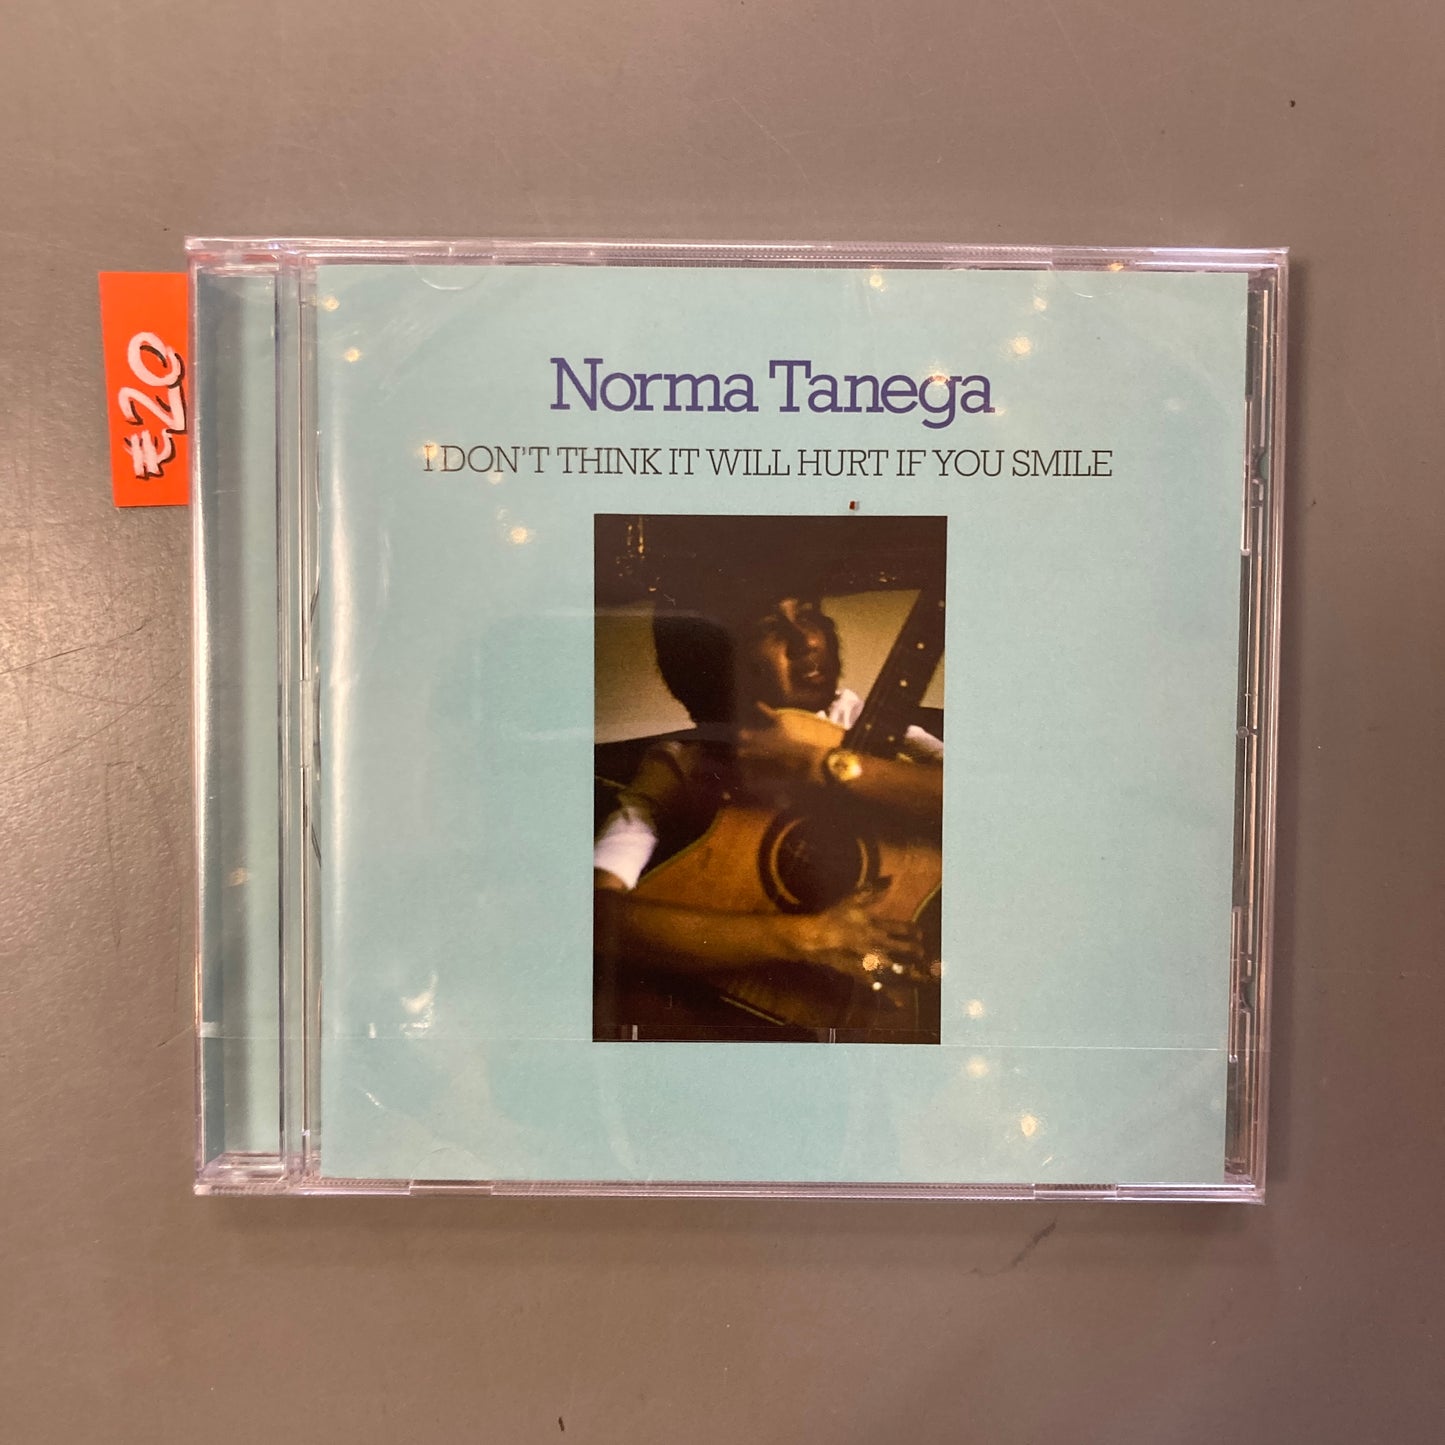 €20
Norma Tanega
I DON'T THINK IT WILL HURT IF YOU SMILE